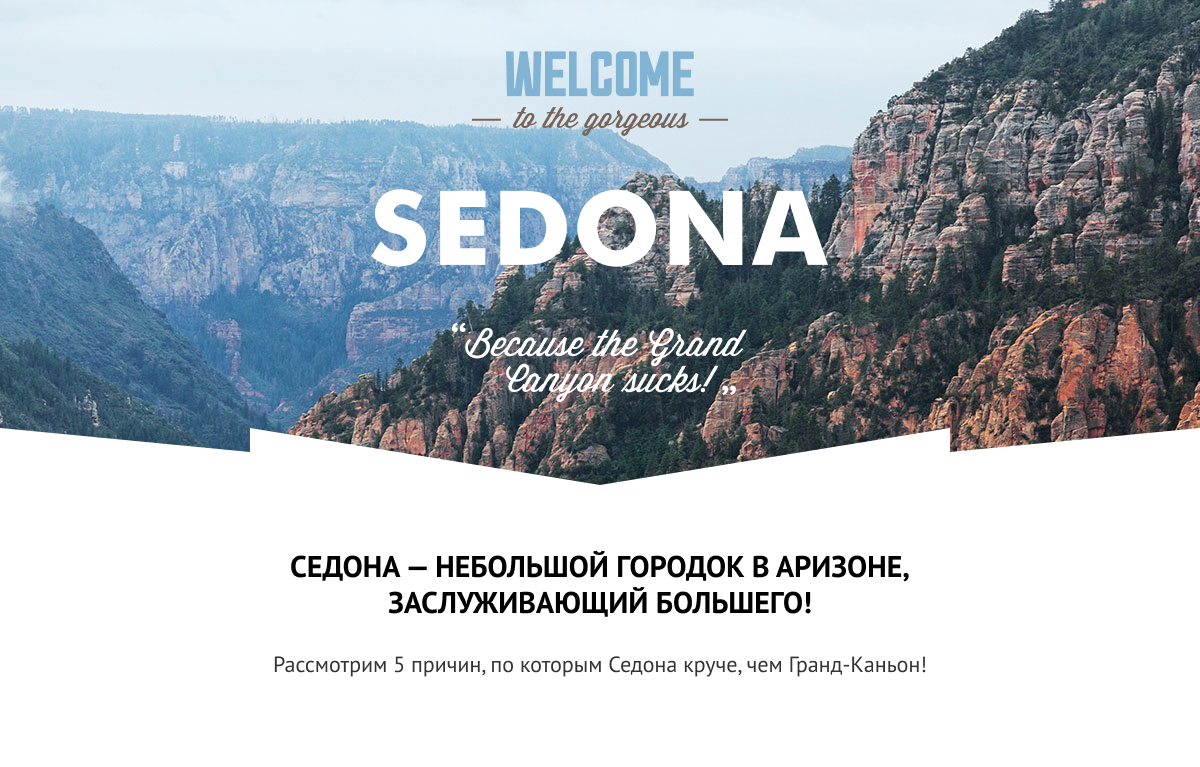 WELCOME
— to the gorgeous —
SEDONA
“Because the Grand
Canyon sucks!„
СЕДОНА — НЕБОЛЬШОЙ ГОРОДОК В АРИЗОНЕ,
ЗАСЛУЖИВАЮЩИЙ БОЛЬШЕГО!
Рассмотрим 5 причин, по которым Седона круче, чем Гранд-Каньон!